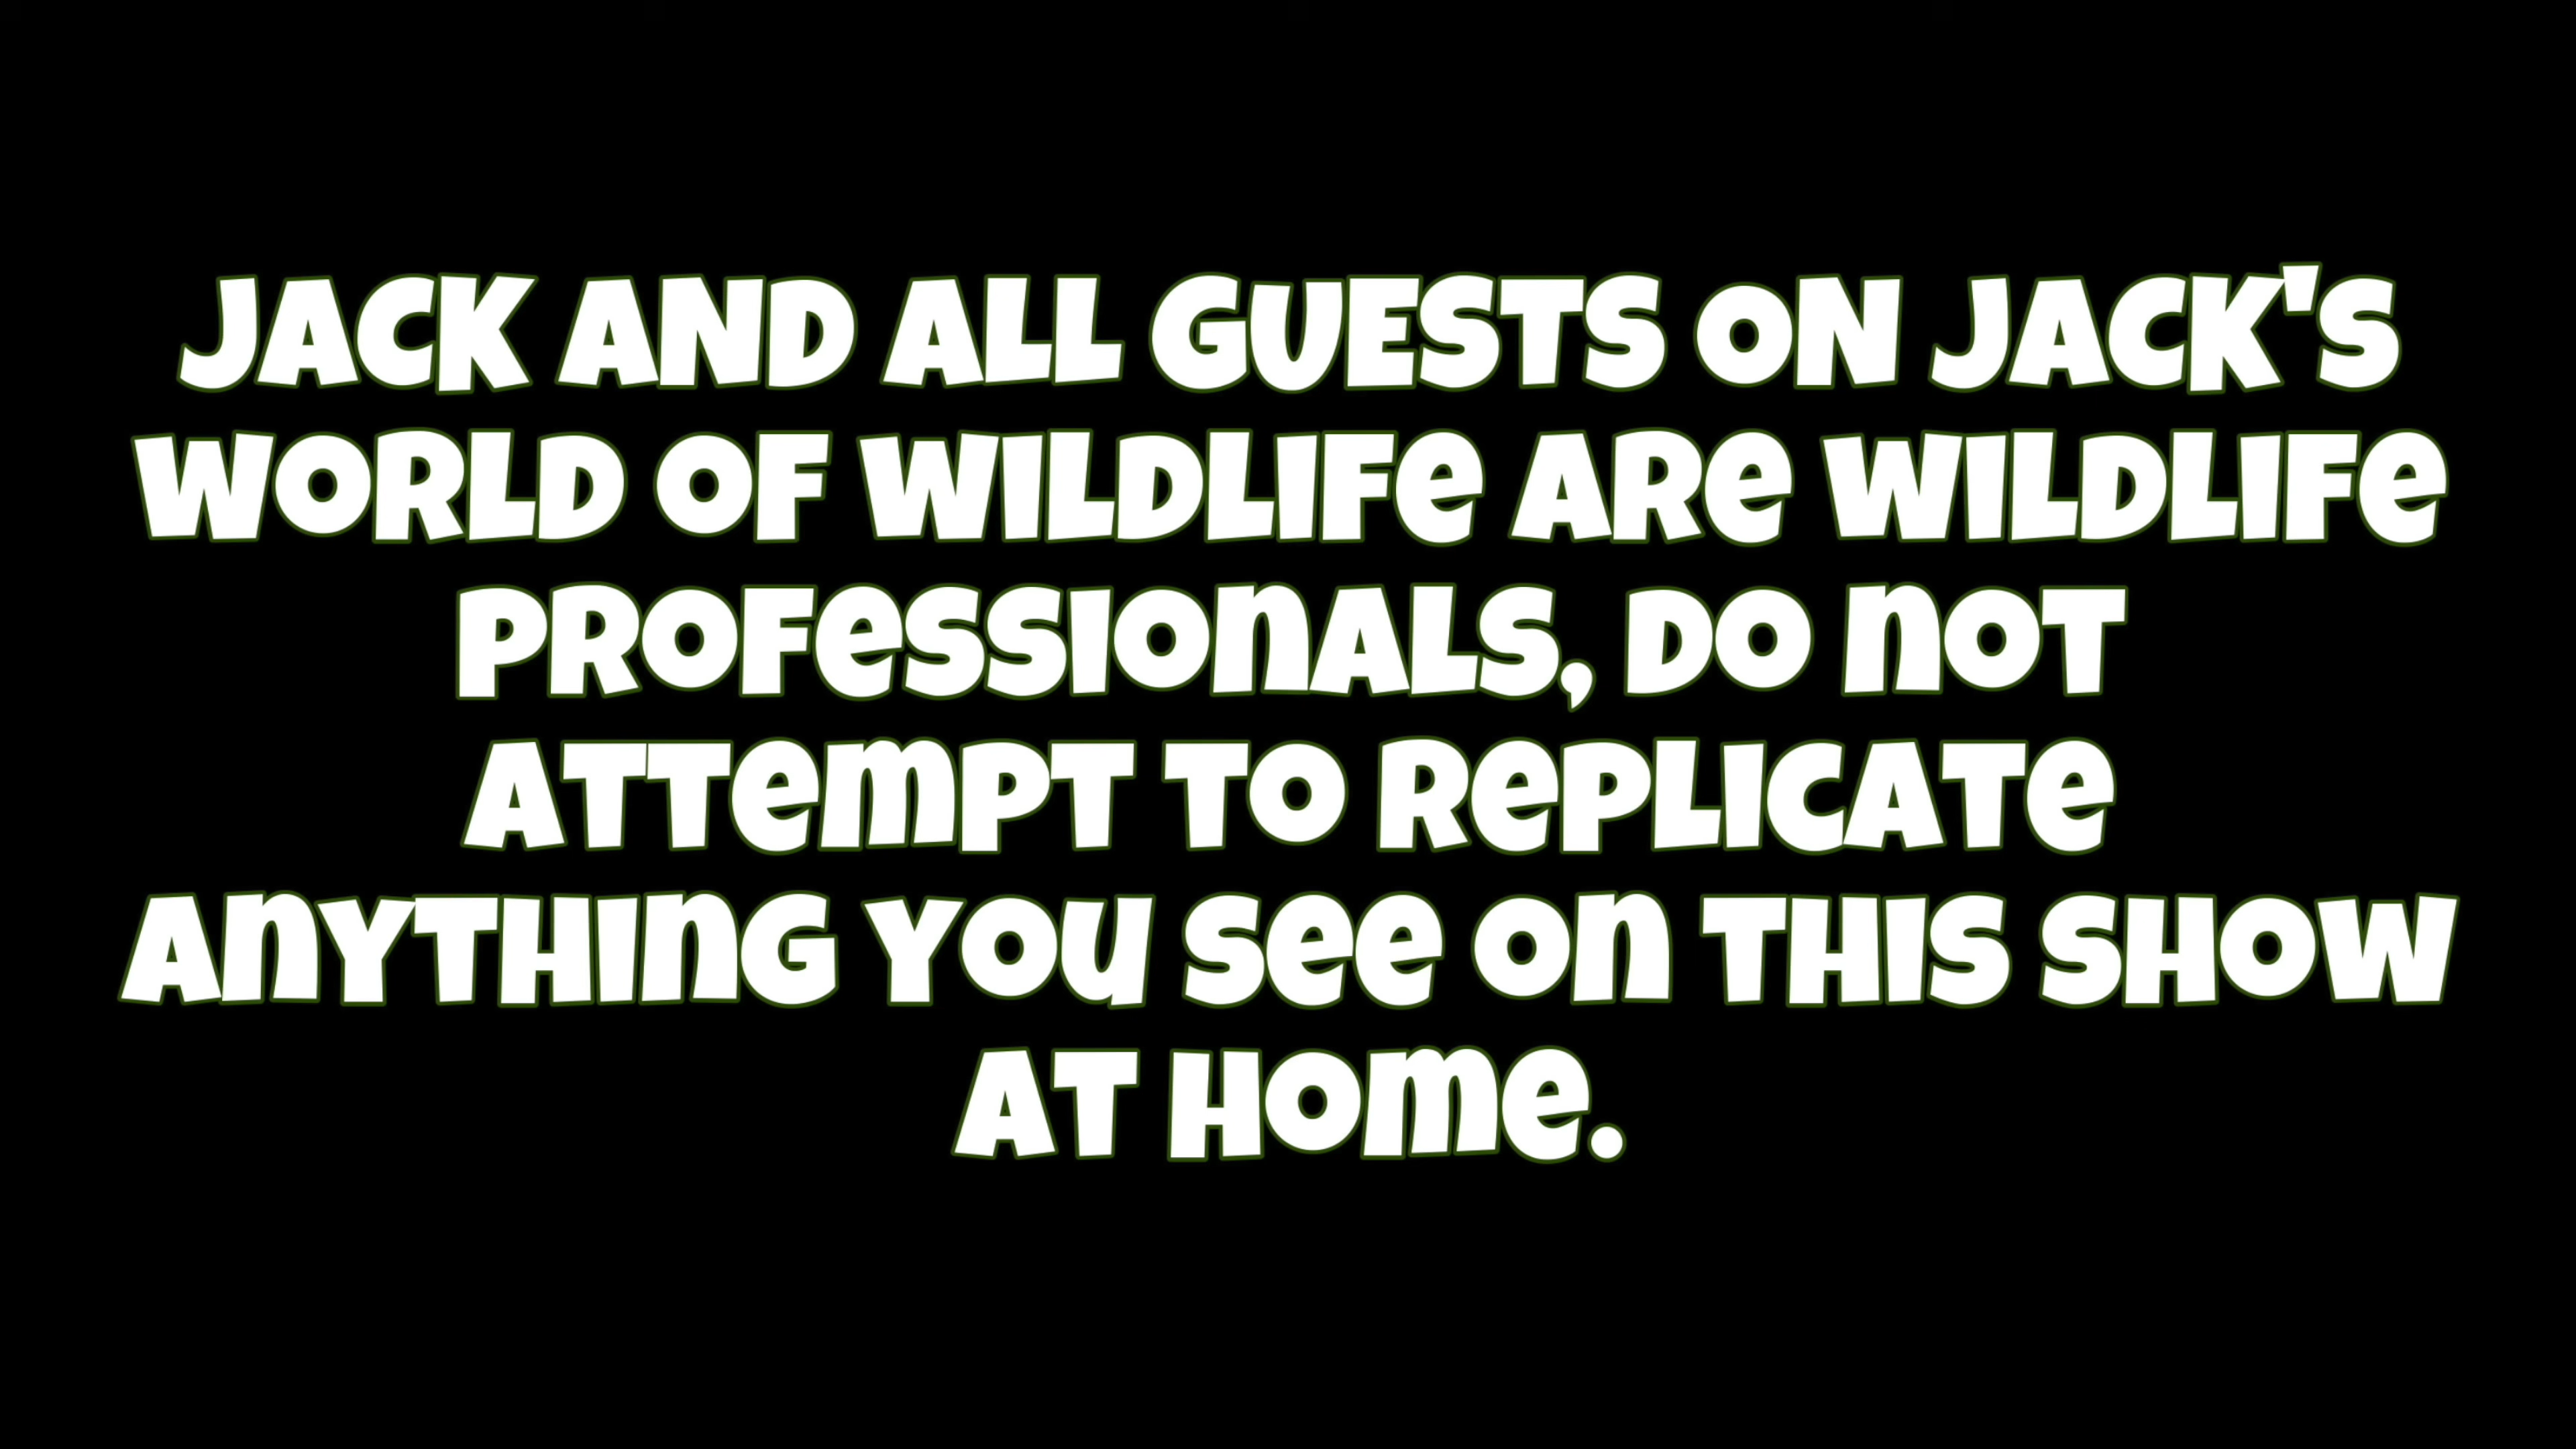 JACK AND ALL GUESTS ON JACK'S
WORLD OF WILDLIFE ARE WILDLIFE
PROFESSIONALS, DO NOT
ATTEMPT TO REPLICATE
ANYTHING YOU SEE ON THIS SHOW
AT HOME.